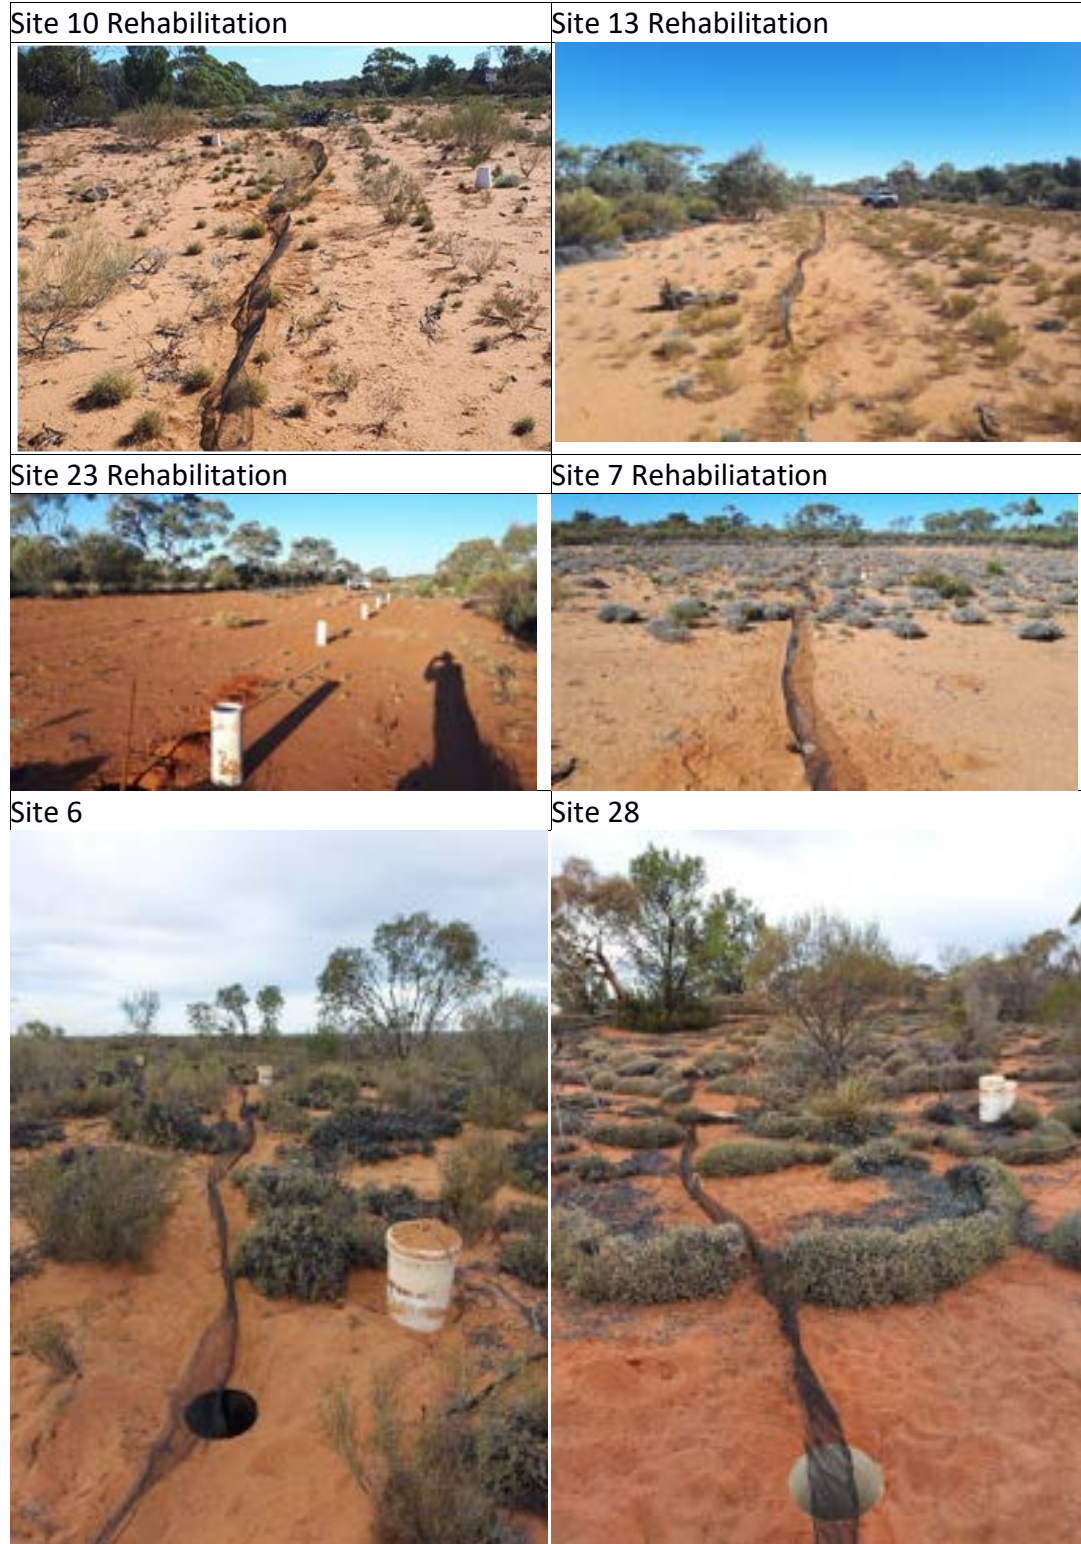 Site 10 Rehabilitation
Site 13 Rehabilitation
Site 23 Rehabilitation
Site 7 Rehabiliatation
Site 6
Site 28